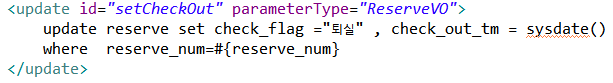 <update id="setCheckOut" parameterType="ReserveVO">
update reserve set check_flag ="퇴실" , check_out_tm = sysdate()
where  reserve_num=#{reserve_num}
</update>